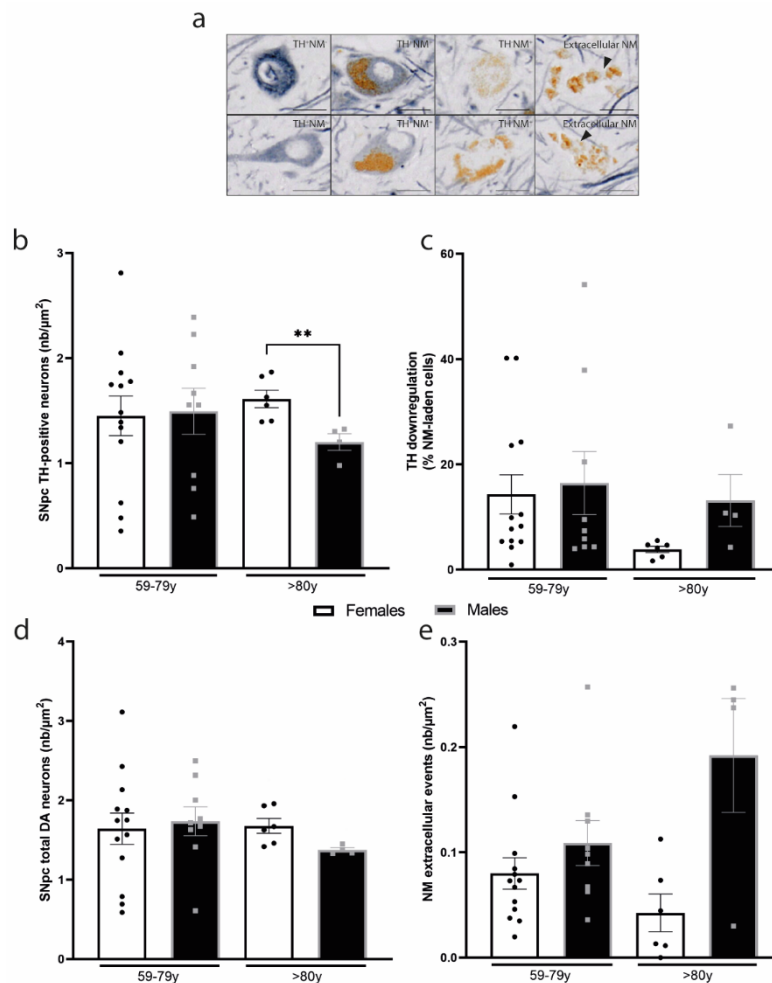 a
TH⁺NM⁻ TH⁺NM⁺ TH⁻NM⁺ Extracellular NM
TH⁺NM⁻ TH⁺NM⁺ TH⁻NM⁺ Extracellular NM
b
SNpc TH-positive neurons (nb/µm²)
3
2
1
0
**
59-79y >80y
c
TH downregulation
(% NM-laden cells)
60
40
20
0
59-79y >80y
Females Males
d
SNpc total DA neurons (nb/µm²)
4
3
2
1
0
59-79y >80y
e
NM extracellular events (nb/µm²)
0.3
0.2
0.1
0.0
59-79y >80y